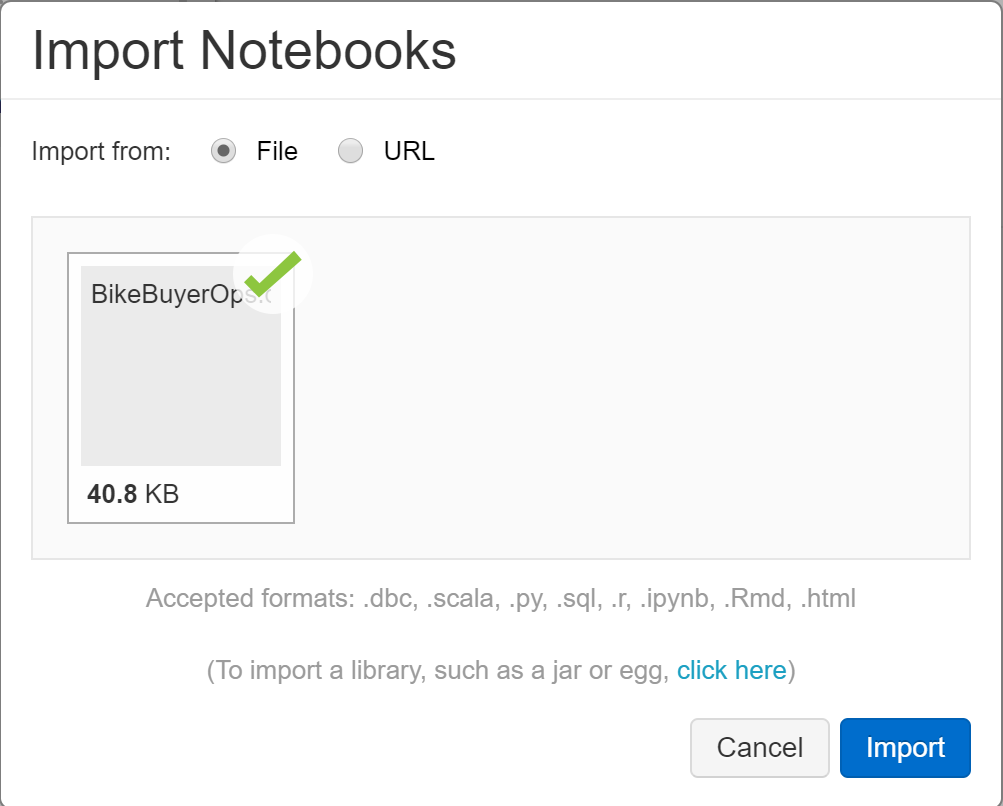 Import Notebooks
Import from: File URL
BikeBuyerOps.
40.8 KB
Accepted formats: .dbc, .scala, .py, .sql, .r, .ipynb, .Rmd, .html
(To import a library, such as a jar or egg, click here)
Cancel Import